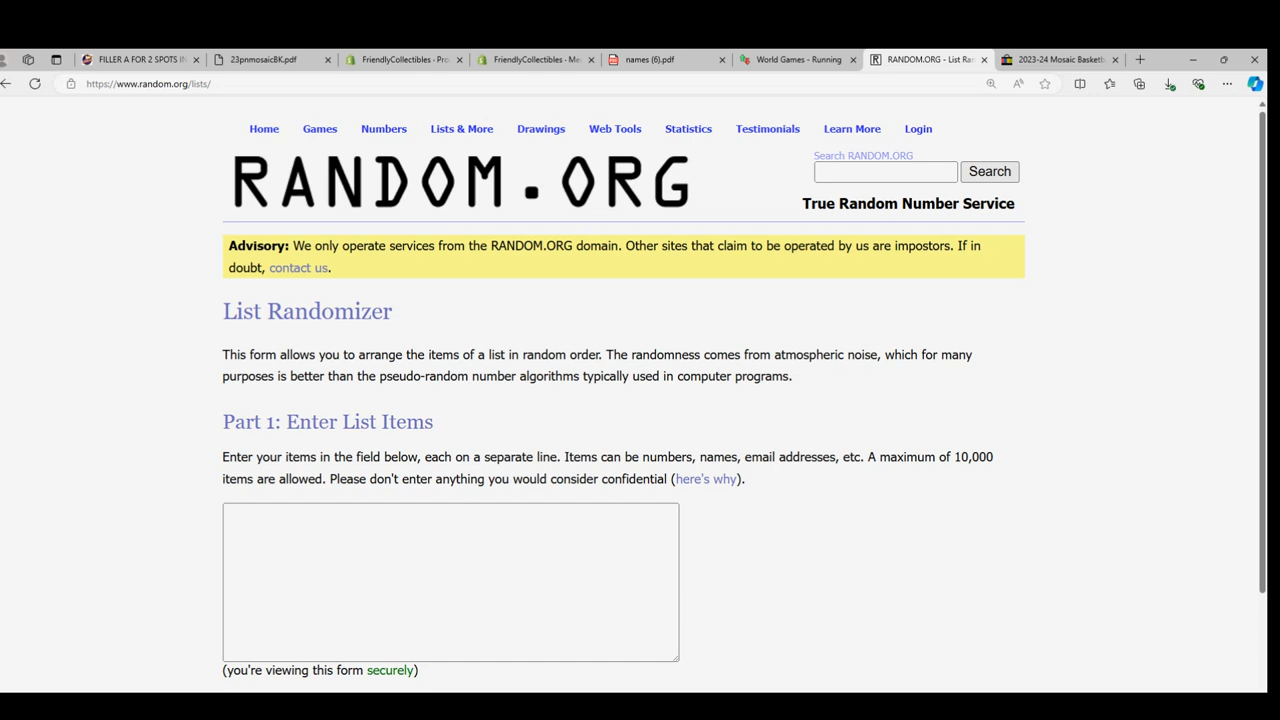 FILLER A FOR 2 SPOTS IN
23pnmosaicBK.pdf
FriendlyCollectibles - Pro
FriendlyCollectibles - Me
names (6).pdf
World Games - Running
RANDOM.ORG - List Ran
2023-24 Mosaic Basketb
https://www.random.org/lists/
Home Games Numbers Lists & More Drawings Web Tools Statistics Testimonials Learn More Login
RANDOM.ORG
Search RANDOM.ORG
Search
True Random Number Service
Advisory: We only operate services from the RANDOM.ORG domain. Other sites that claim to be operated by us are impostors. If in
doubt, contact us.
List Randomizer
This form allows you to arrange the items of a list in random order. The randomness comes from atmospheric noise, which for many
purposes is better than the pseudo-random number algorithms typically used in computer programs.
Part 1: Enter List Items
Enter your items in the field below, each on a separate line. Items can be numbers, names, email addresses, etc. A maximum of 10,000
items are allowed. Please don't enter anything you would consider confidential (here's why).
(you're viewing this form securely)